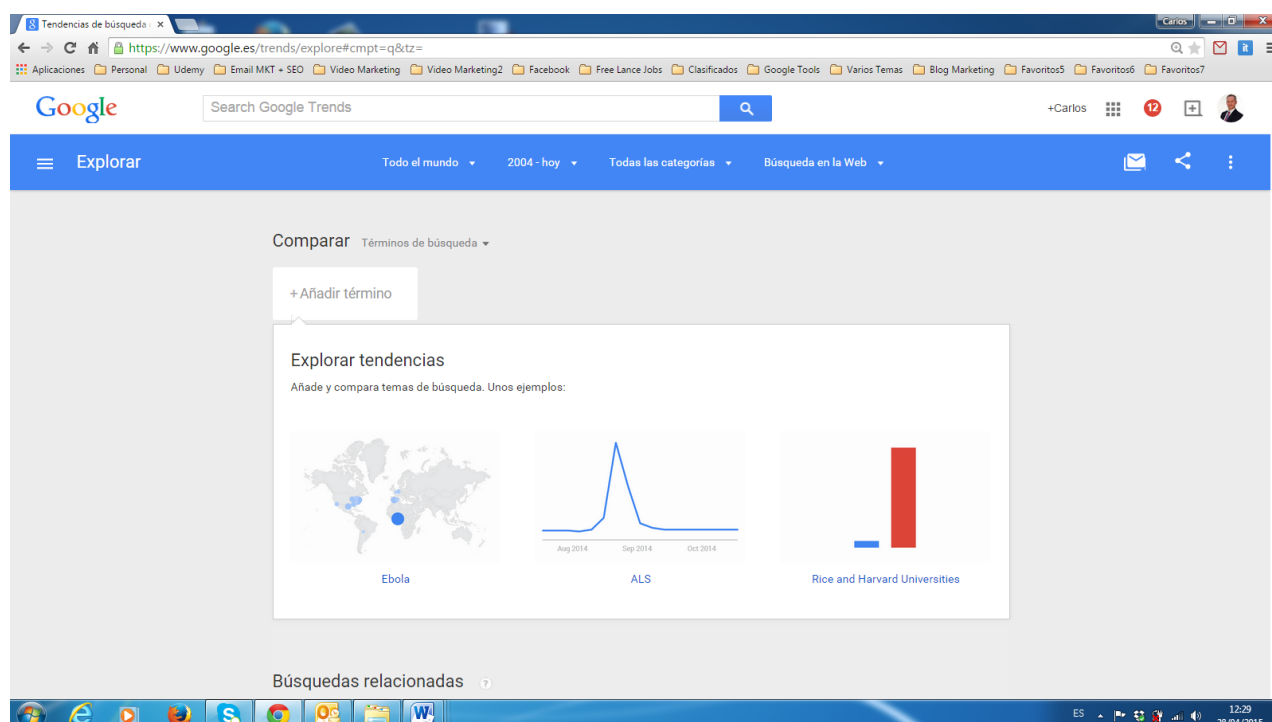 Tendencias de búsqueda
Carlos
https://www.google.es/trends/explore#cmpt=q&tz=
Aplicaciones Personal Udemy Email MKT + SEO Video Marketing Video Marketing2 Facebook Free Lance Jobs Clasificados Google Tools Varios Temas Blog Marketing Favoritos5 Favoritos6 Favoritos7
Google Search Google Trends +Carlos 12
Explorar Todo el mundo 2004 - hoy Todas las categorías Búsqueda en la Web
Comparar Términos de búsqueda
+Añadir término
Explorar tendencias
Añade y compara temas de búsqueda. Unos ejemplos:
Aug 2014 Sep 2014 Oct 2014
Ebola ALS Rice and Harvard Universities
Búsquedas relacionadas ?
ES 12:29